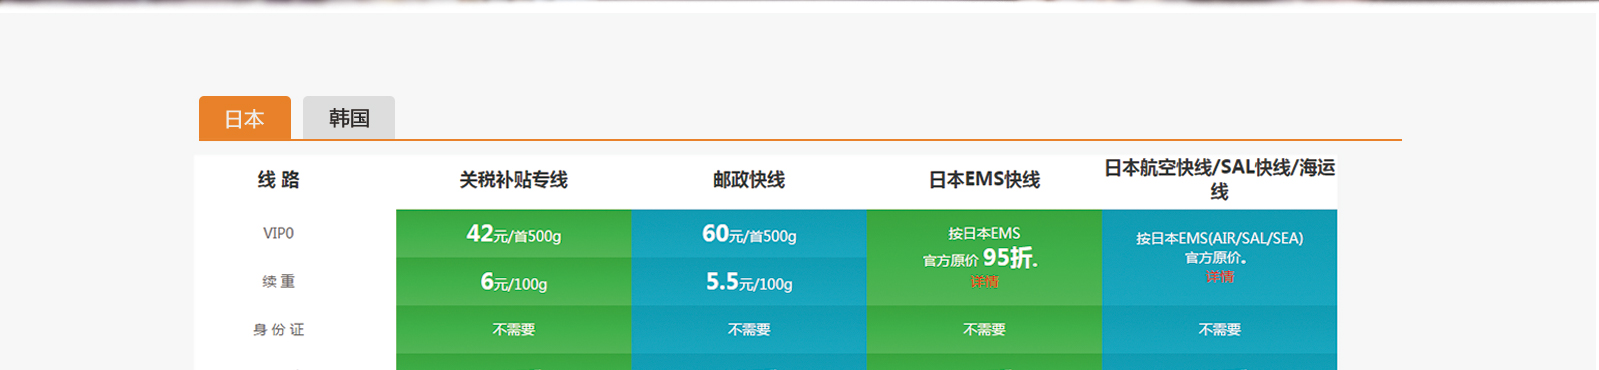 日本 韩国
线 路 关税补贴专线 邮政快线 日本EMS快线 日本航空快线/SAL快线/海运
线
VIP0 42元/首500g 60元/首500g 按日本EMS 按日本EMS(AIR/SAL/SEA)
官方原价 95折. 官方原价。
续 重 6元/100g 5.5元/100g 详情 详情
身 份 证 不需要 不需要 不需要 不需要